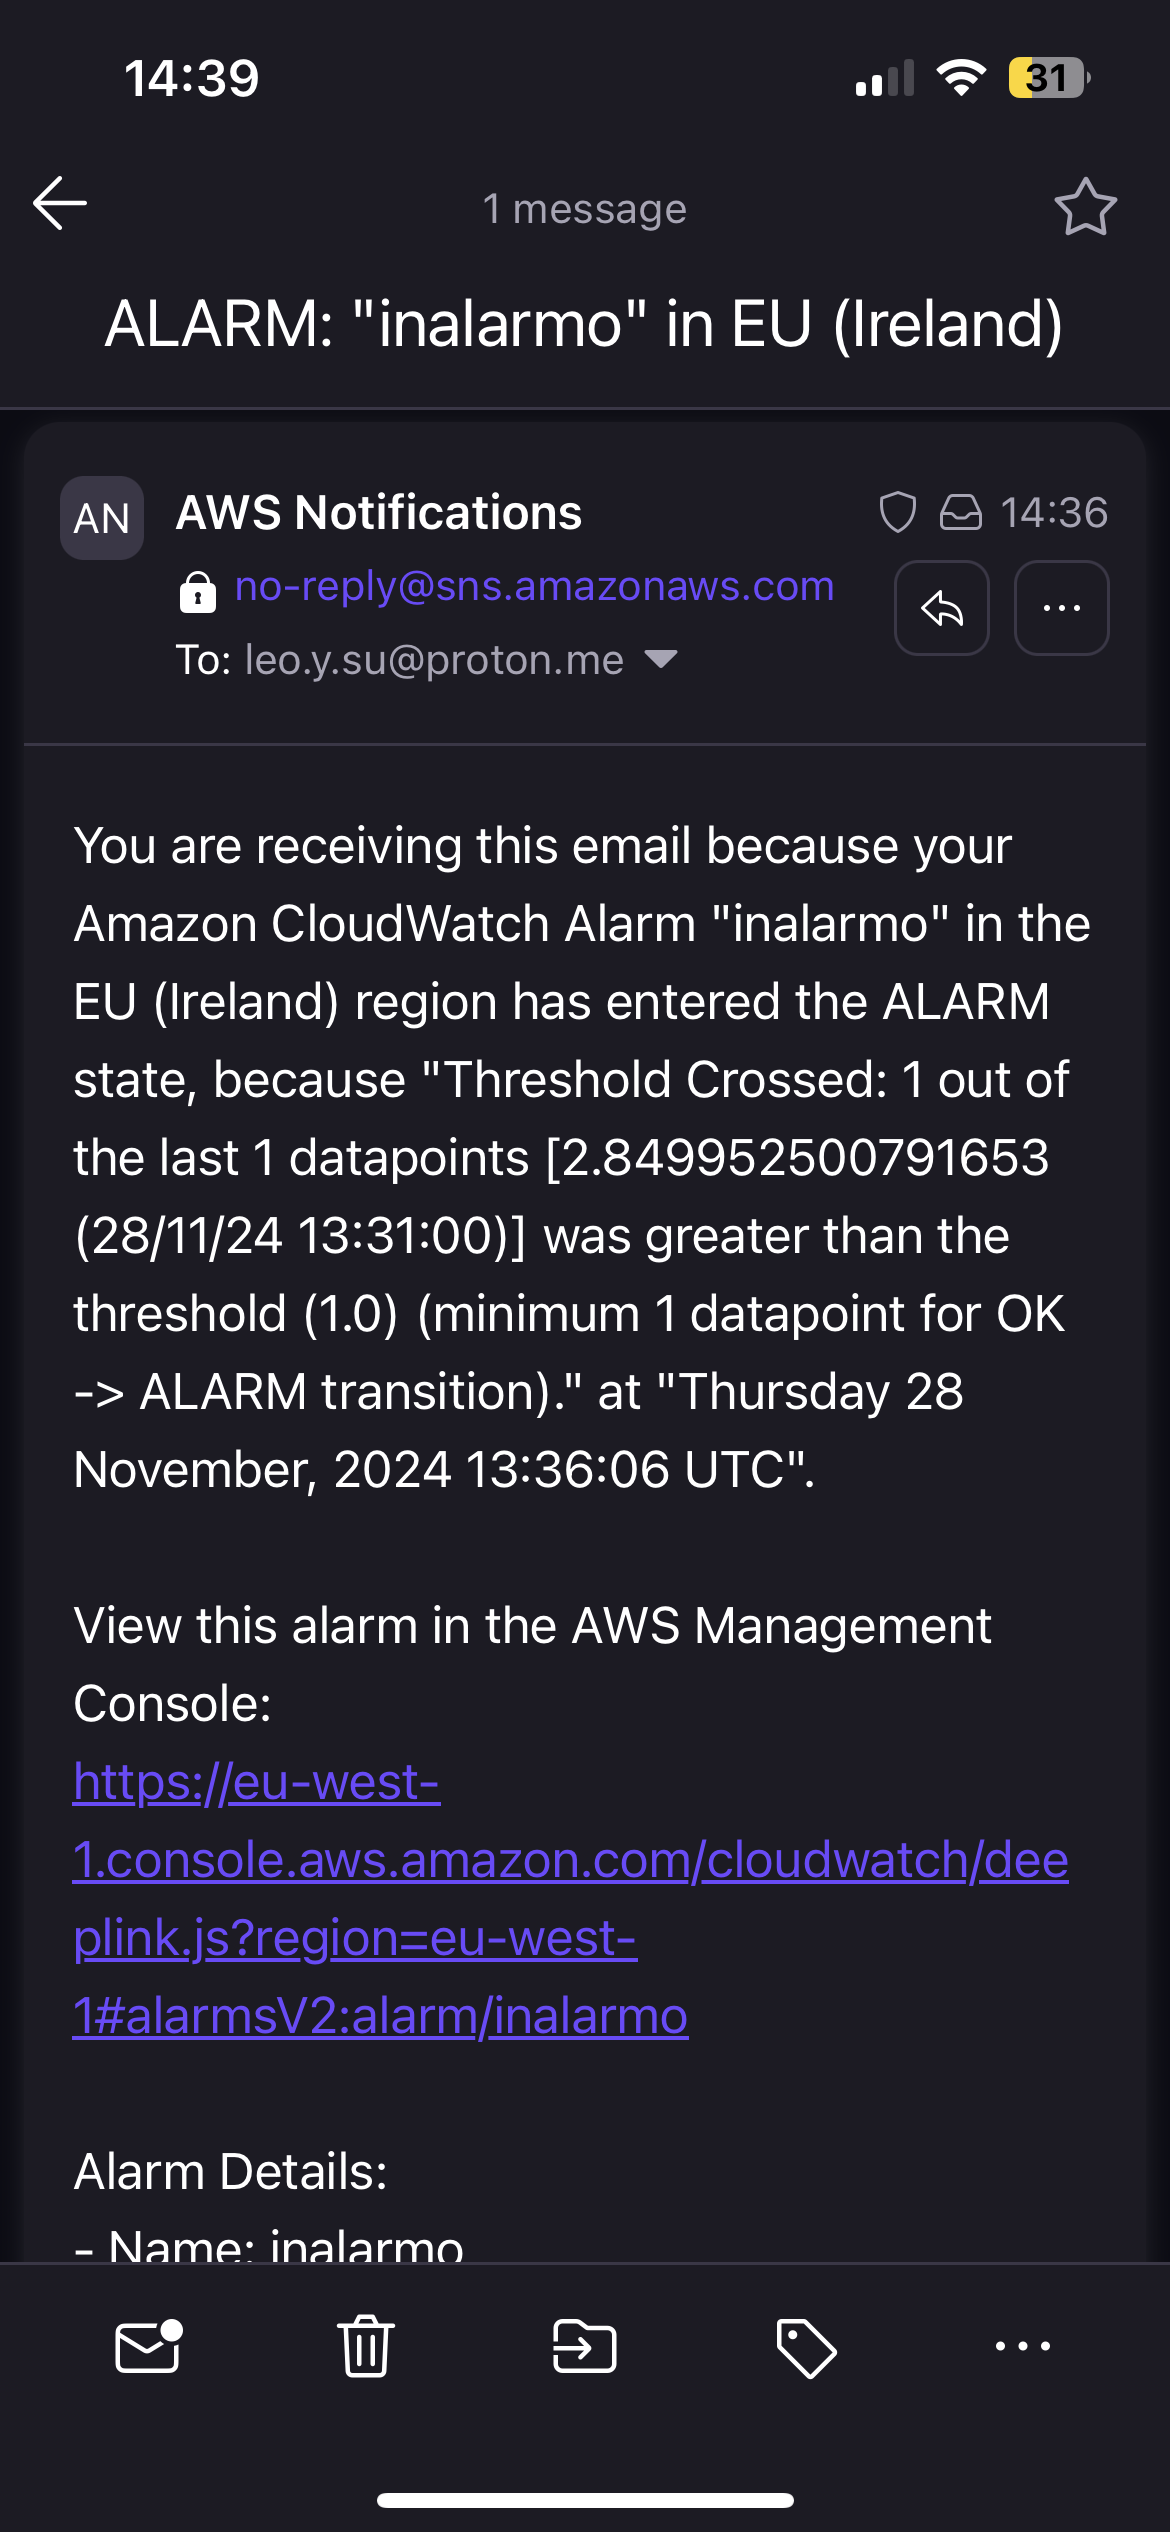 14:39
31
1 message
ALARM: "inalarmo" in EU (Ireland)
AN
AWS Notifications
14:36
no-reply@sns.amazonaws.com
To: leo.y.su@proton.me
You are receiving this email because your
Amazon CloudWatch Alarm "inalarmo" in the
EU (Ireland) region has entered the ALARM
state, because "Threshold Crossed: 1 out of
the last 1 datapoints [2.849952500791653
(28/11/24 13:31:00)] was greater than the
threshold (1.0) (minimum 1 datapoint for OK
-> ALARM transition)." at "Thursday 28
November, 2024 13:36:06 UTC".
View this alarm in the AWS Management
Console:
https://eu-west-
1.console.aws.amazon.com/cloudwatch/dee
plink.js?region=eu-west-
1#alarmsV2:alarm/inalarmo
Alarm Details:
- Name: inalarmo